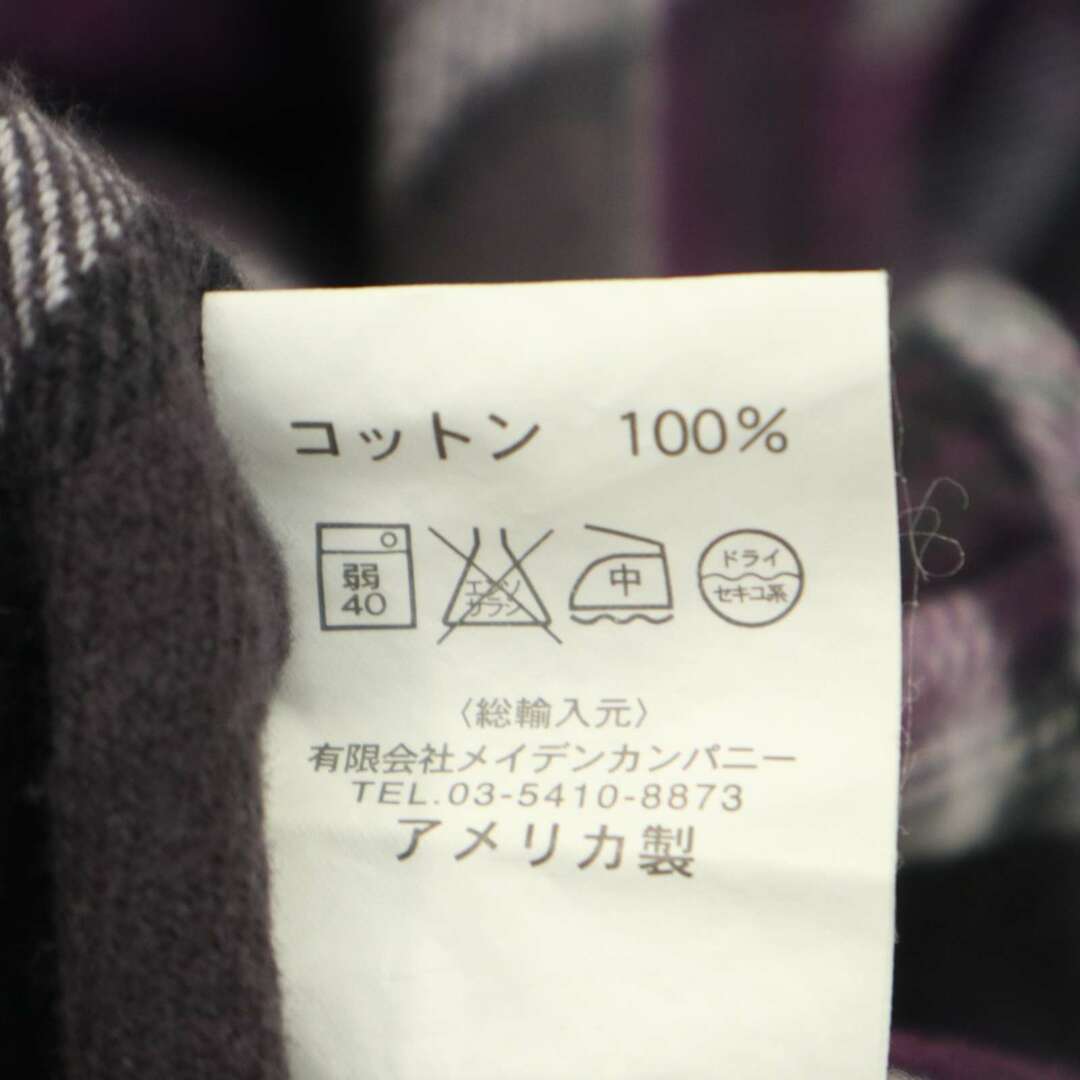 コットン 100%
弱
40
エンソ
サラシ
中
ドライ
セキユ系
〈総輸入元〉
有限会社メイデンカンパニー
TEL.03-5410-8873
アメリカ製